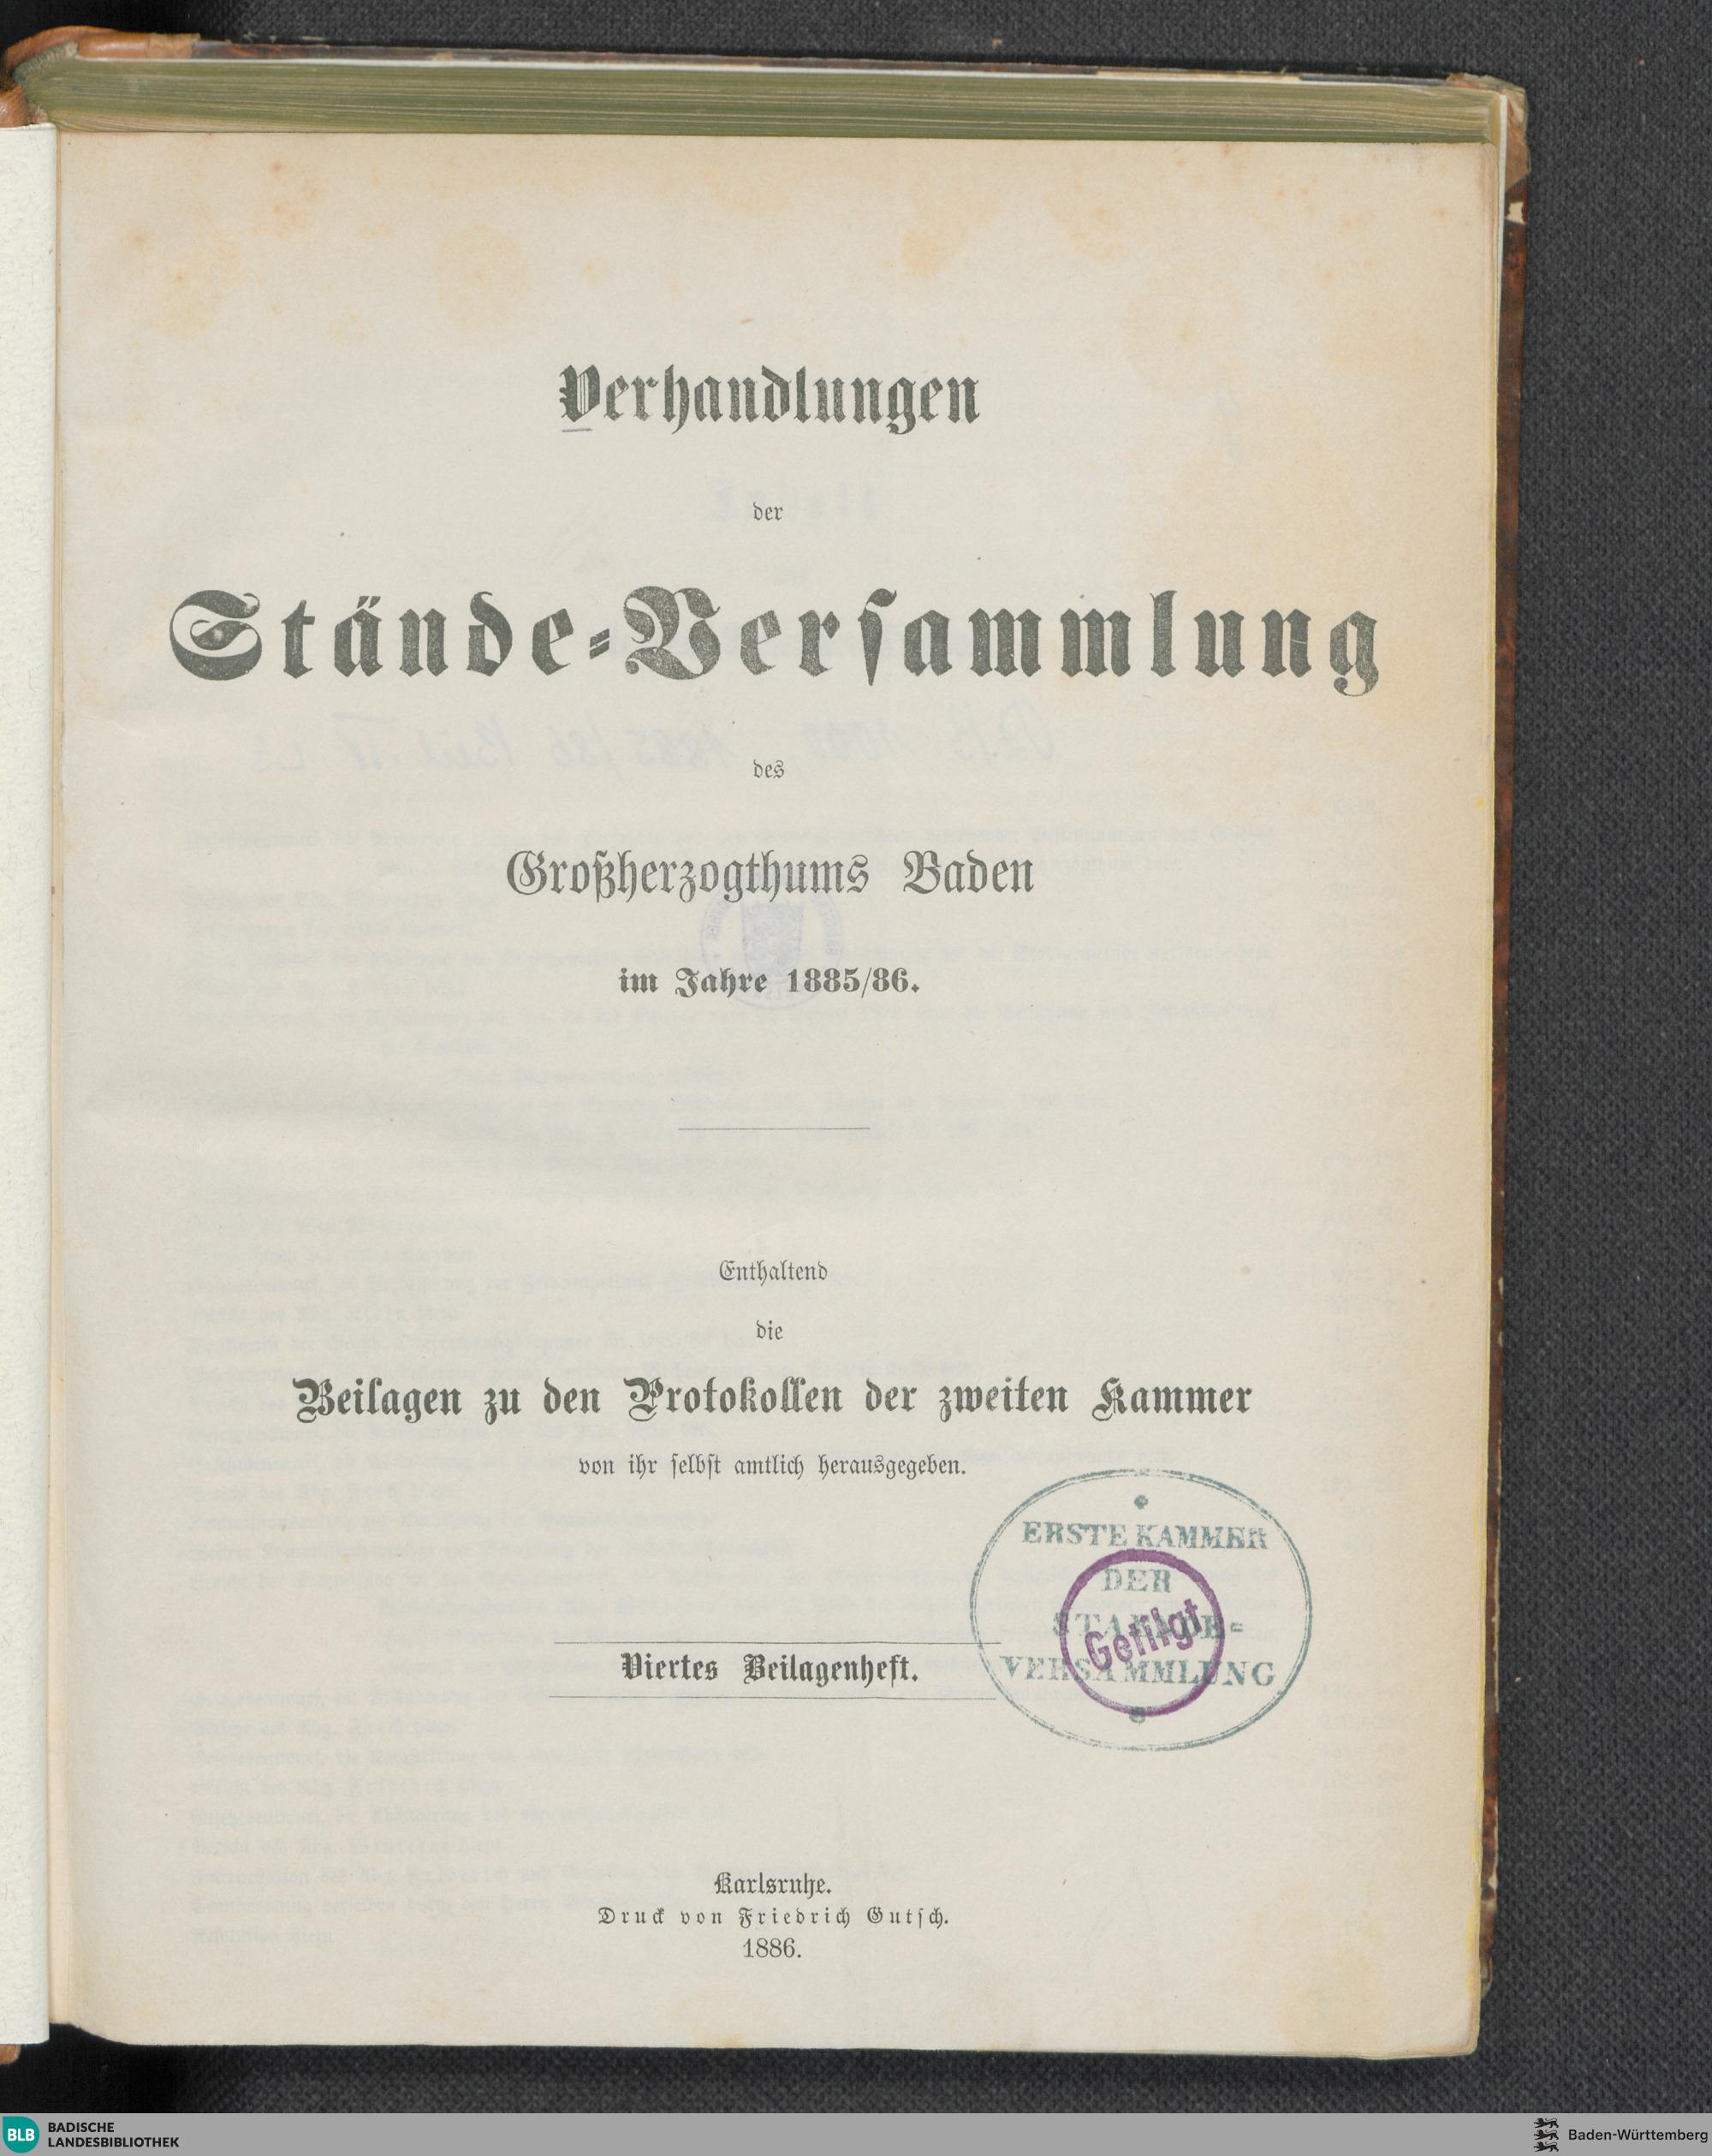 Verhandlungen
der
Stände-Versammlung
des
Großherzogthums Baden
im Jahre 1885/86.
Enthaltend
die
Beilagen zu den Protokollen der zweiten Kammer
von ihr selbst amtlich herausgegeben.
ERSTE KAMMER
DER
STAENDE-
VERSAMMLUNG
Getilgt
Viertes Beilagenheft.
Karlsruhe.
Druck von Friedrich Gutsch.
1886.
BLB BADISCHE
LANDESBIBLIOTHEK
Baden-Württemberg